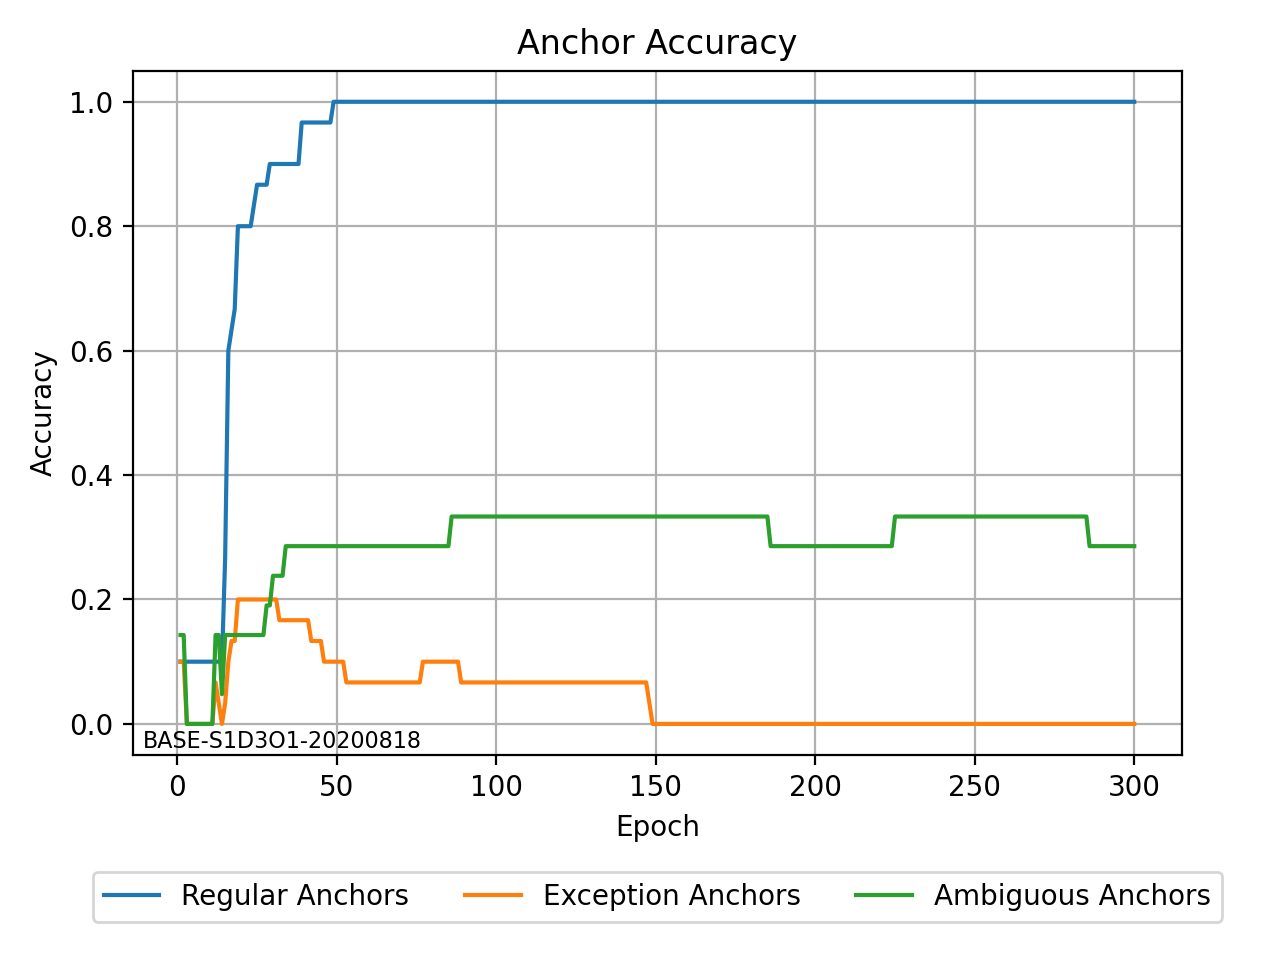 Anchor Accuracy
1.0
0.8
0.6
0.4
0.2
0.0
Accuracy
BASE-S1D3O1-20200818
0 50 100 150 200 250 300
Epoch
Regular Anchors Exception Anchors Ambiguous Anchors